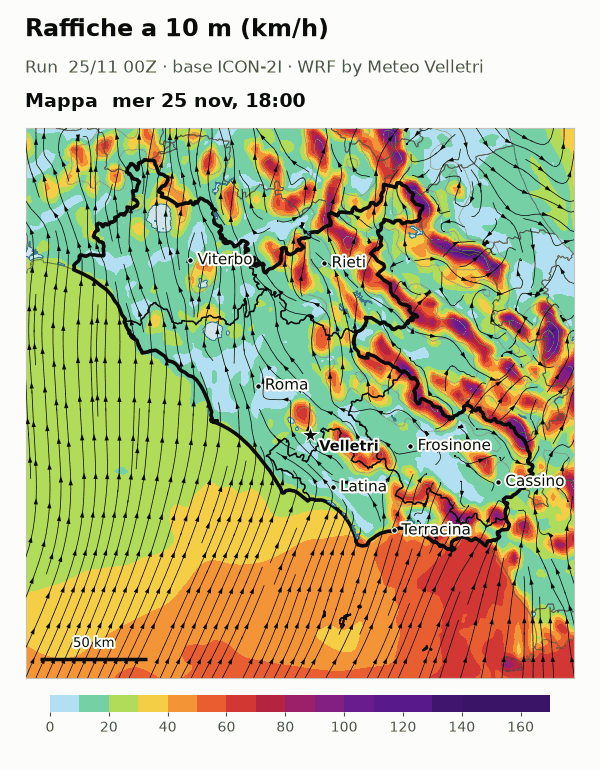 Raffiche a 10 m (km/h)
Run 25/11 00Z · base ICON-2I · WRF by Meteo Velletri
Mappa mer 25 nov, 18:00
Viterbo
Rieti
Roma
Velletri
Frosinone
Latina
Cassino
Terracina
50 km
0 20 40 60 80 100 120 140 160